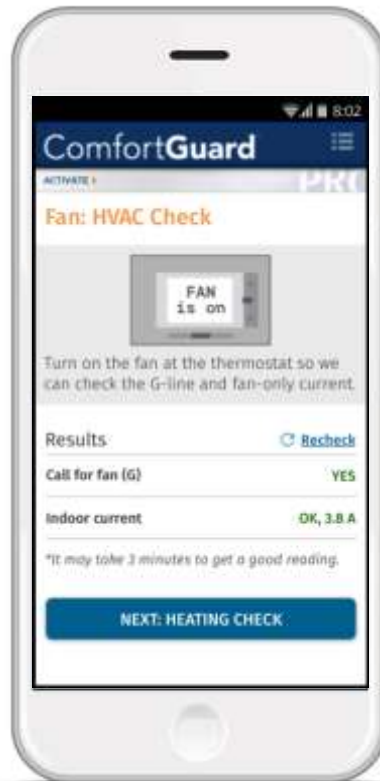 8:02
ComfortGuard
ACTIVATE ›
PRO
Fan: HVAC Check
FAN
is on
Turn on the fan at the thermostat so we
can check the G-line and fan-only current.
Results
Recheck
Call for fan (G) YES
Indoor current OK, 3.8 A
*It may take 3 minutes to get a good reading.
NEXT: HEATING CHECK